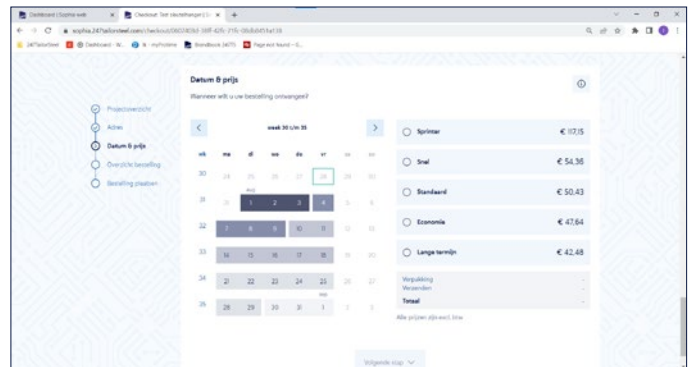 Dashboard | Sophia web
Checkout: Test sleutelhanger | S
Datum & prijs
Wanneer wilt u uw bestelling ontvangen?
Projectoverzicht
Adres
Datum & prijs
Overzicht bestelling
Bestelling plaatsen
week 30 t/m 35
wk ma di wo do vr za zo
30 24 25 26 27 28 29 30
aug
31 31 1 2 3 4 5 6
32 7 8 9 10 11 12 13
33 14 15 16 17 18 19 20
34 21 22 23 24 25 26 27
sep
35 28 29 30 31 1 2 3
Sprinter € 117,15
Snel € 54,36
Standaard € 50,43
Economie € 47,64
Lange termijn € 42,48
Verpakking -
Verzenden -
Totaal -
Alle prijzen zijn excl. btw
Volgende stap